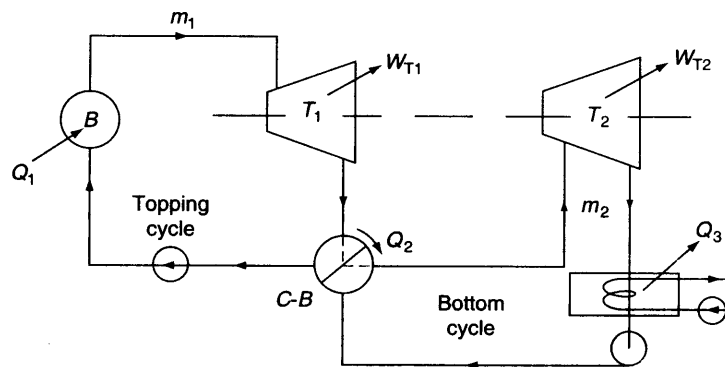 m1
WT1
WT2
B
T1
T2
Q1
Topping
cycle
m2
Q2
Q3
C-B
Bottom
cycle